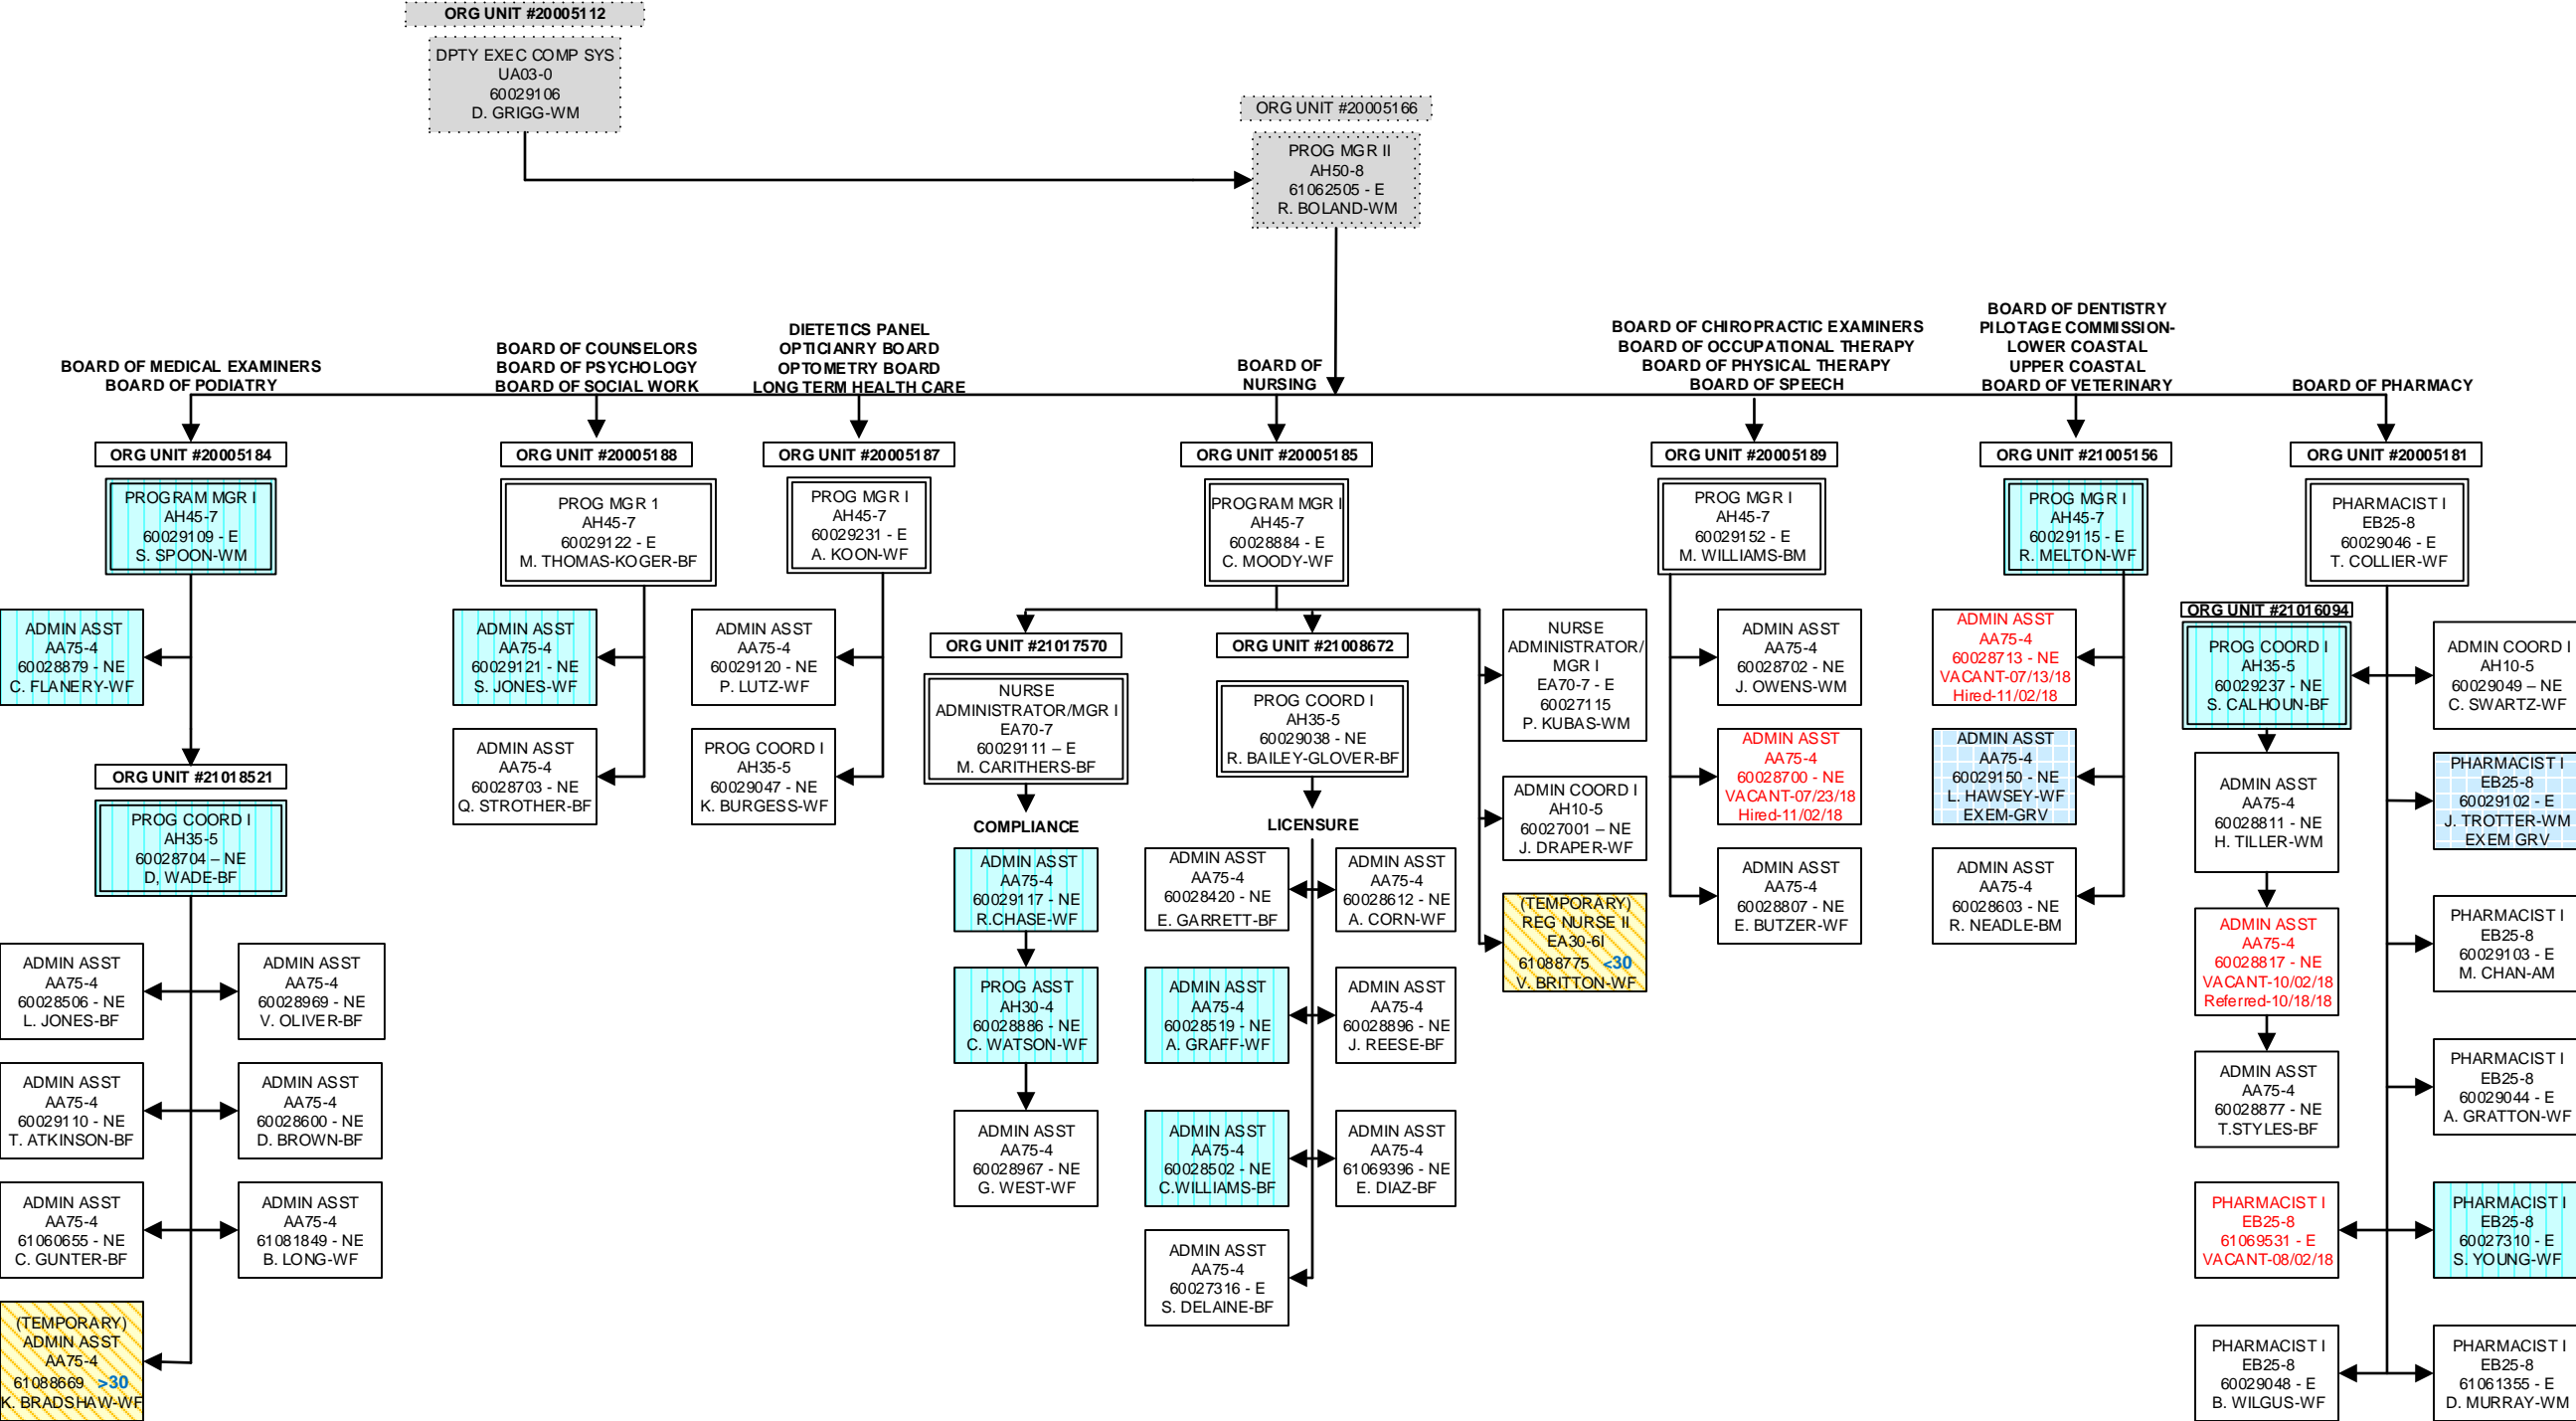 ORG UNIT #20005112
DPTY EXEC COMP SYS
UA03-0
60029106
D. GRIGG-WM
ORG UNIT #20005166
PROG MGR II
AH50-8
61062505 - E
R. BOLAND-WM
BOARD OF MEDICAL EXAMINERS
BOARD OF PODIATRY
ORG UNIT #20005184
PROGRAM MGR I
AH45-7
60029109 - E
S. SPOON-WM
ADMIN ASST
AA75-4
60028879 - NE
C. FLANERY-WF
ORG UNIT #21018521
PROG COORD I
AH35-5
60028704 – NE
D, WADE-BF
ADMIN ASST
AA75-4
60028506 - NE
L. JONES-BF
ADMIN ASST
AA75-4
60028969 - NE
V. OLIVER-BF
ADMIN ASST
AA75-4
60029110 - NE
T. ATKINSON-BF
ADMIN ASST
AA75-4
60028600 - NE
D. BROWN-BF
ADMIN ASST
AA75-4
61060655 - NE
C. GUNTER-BF
ADMIN ASST
AA75-4
61081849 - NE
B. LONG-WF
(TEMPORARY)
ADMIN ASST
AA75-4
61088669 >30
K. BRADSHAW-WF
BOARD OF COUNSELORS
BOARD OF PSYCHOLOGY
BOARD OF SOCIAL WORK
ORG UNIT #20005188
PROG MGR 1
AH45-7
60029122 - E
M. THOMAS-KOGER-BF
ADMIN ASST
AA75-4
60029121 - NE
S. JONES-WF
ADMIN ASST
AA75-4
60028703 - NE
Q. STROTHER-BF
DIETETICS PANEL
OPTICIANRY BOARD
OPTOMETRY BOARD
LONG TERM HEALTH CARE
ORG UNIT #20005187
PROG MGR I
AH45-7
60029231 - E
A. KOON-WF
ADMIN ASST
AA75-4
60029120 - NE
P. LUTZ-WF
PROG COORD I
AH35-5
60029047 - NE
K. BURGESS-WF
BOARD OF
NURSING
ORG UNIT #20005185
PROGRAM MGR I
AH45-7
60028884 - E
C. MOODY-WF
ORG UNIT #21017570
NURSE
ADMINISTRATOR/MGR I
EA70-7
60029111 – E
M. CARITHERS-BF
COMPLIANCE
ADMIN ASST
AA75-4
60029117 - NE
R.CHASE-WF
PROG ASST
AH30-4
60028886 - NE
C. WATSON-WF
ADMIN ASST
AA75-4
60028967 - NE
G. WEST-WF
ORG UNIT #21008672
PROG COORD I
AH35-5
60029038 - NE
R. BAILEY-GLOVER-BF
LICENSURE
ADMIN ASST
AA75-4
60028420 - NE
E. GARRETT-BF
ADMIN ASST
AA75-4
60028612 - NE
A. CORN-WF
ADMIN ASST
AA75-4
60028519 - NE
A. GRAFF-WF
ADMIN ASST
AA75-4
60028896 - NE
J. REESE-BF
ADMIN ASST
AA75-4
60028502 - NE
C.WILLIAMS-BF
ADMIN ASST
AA75-4
61069396 - NE
E. DIAZ-BF
ADMIN ASST
AA75-4
60027316 - E
S. DELAINE-BF
NURSE
ADMINISTRATOR/
MGR I
EA70-7 - E
60027115
P. KUBAS-WM
ADMIN COORD I
AH10-5
60027001 – NE
J. DRAPER-WF
(TEMPORARY)
REG NURSE II
EA30-6I
61088775 <30
V. BRITTON-WF
BOARD OF CHIROPRACTIC EXAMINERS
BOARD OF OCCUPATIONAL THERAPY
BOARD OF PHYSICAL THERAPY
BOARD OF SPEECH
ORG UNIT #20005189
PROG MGR I
AH45-7
60029152 - E
M. WILLIAMS-BM
ADMIN ASST
AA75-4
60028702 - NE
J. OWENS-WM
ADMIN ASST
AA75-4
60028700 - NE
VACANT-07/23/18
Hired-11/02/18
ADMIN ASST
AA75-4
60028807 - NE
E. BUTZER-WF
BOARD OF DENTISTRY
PILOTAGE COMMISSION-
LOWER COASTAL
UPPER COASTAL
BOARD OF VETERINARY
ORG UNIT #21005156
PROG MGR I
AH45-7
60029115 - E
R. MELTON-WF
ADMIN ASST
AA75-4
60028713 - NE
VACANT-07/13/18
Hired-11/02/18
ADMIN ASST
AA75-4
60029150 - NE
L. HAWSEY-WF
EXEM-GRV
ADMIN ASST
AA75-4
60028603 - NE
R. NEADLE-BM
BOARD OF PHARMACY
ORG UNIT #20005181
PHARMACIST I
EB25-8
60029046 - E
T. COLLIER-WF
ORG UNIT #21016094
PROG COORD I
AH35-5
60029237 - NE
S. CALHOUN-BF
ADMIN COORD I
AH10-5
60029049 – NE
C. SWARTZ-WF
ADMIN ASST
AA75-4
60028811 - NE
H. TILLER-WM
PHARMACIST I
EB25-8
60029102 - E
J. TROTTER-WM
EXEM GRV
ADMIN ASST
AA75-4
60028817 - NE
VACANT-10/02/18
Referred-10/18/18
PHARMACIST I
EB25-8
60029103 - E
M. CHAN-AM
ADMIN ASST
AA75-4
60028877 - NE
T.STYLES-BF
PHARMACIST I
EB25-8
60029044 - E
A. GRATTON-WF
PHARMACIST I
EB25-8
61069531 - E
VACANT-08/02/18
PHARMACIST I
EB25-8
60027310 - E
S. YOUNG-WF
PHARMACIST I
EB25-8
60029048 - E
B. WILGUS-WF
PHARMACIST I
EB25-8
61061355 - E
D. MURRAY-WM